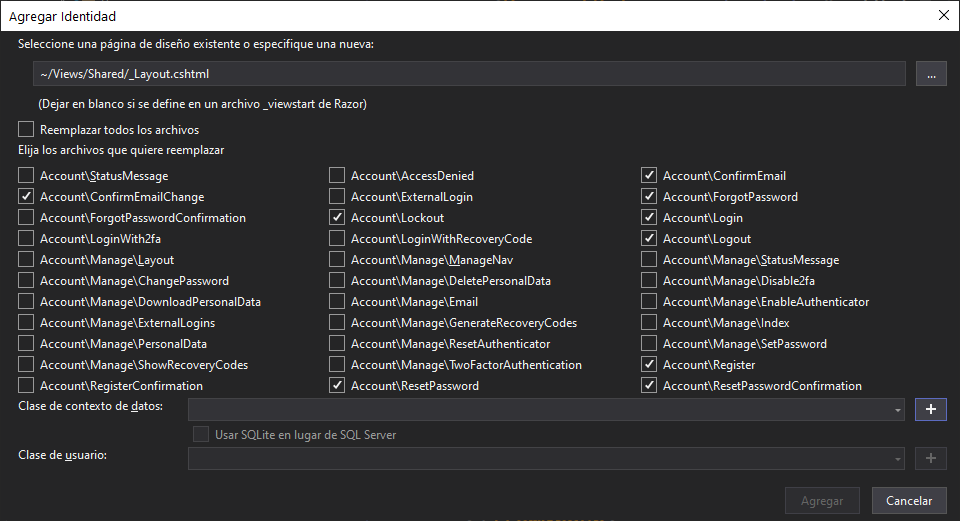 Agregar Identidad
Seleccione una página de diseño existente o especifique una nueva:
~/Views/Shared/_Layout.cshtml
...
(Dejar en blanco si se define en un archivo _viewstart de Razor)
Reemplazar todos los archivos
Elija los archivos que quiere reemplazar
Account\StatusMessage Account\AccessDenied Account\ConfirmEmail
Account\ConfirmEmailChange Account\ExternalLogin Account\ForgotPassword
Account\ForgotPasswordConfirmation Account\Lockout Account\Login
Account\LoginWith2fa Account\LoginWithRecoveryCode Account\Logout
Account\Manage\Layout Account\Manage\ManageNav Account\Manage\StatusMessage
Account\Manage\ChangePassword Account\Manage\DeletePersonalData Account\Manage\Disable2fa
Account\Manage\DownloadPersonalData Account\Manage\Email Account\Manage\EnableAuthenticator
Account\Manage\ExternalLogins Account\Manage\GenerateRecoveryCodes Account\Manage\Index
Account\Manage\PersonalData Account\Manage\ResetAuthenticator Account\Manage\SetPassword
Account\Manage\ShowRecoveryCodes Account\Manage\TwoFactorAuthentication Account\Register
Account\RegisterConfirmation Account\ResetPassword Account\ResetPasswordConfirmation
Clase de contexto de datos:
Usar SQLite en lugar de SQL Server
Clase de usuario:
Agregar Cancelar